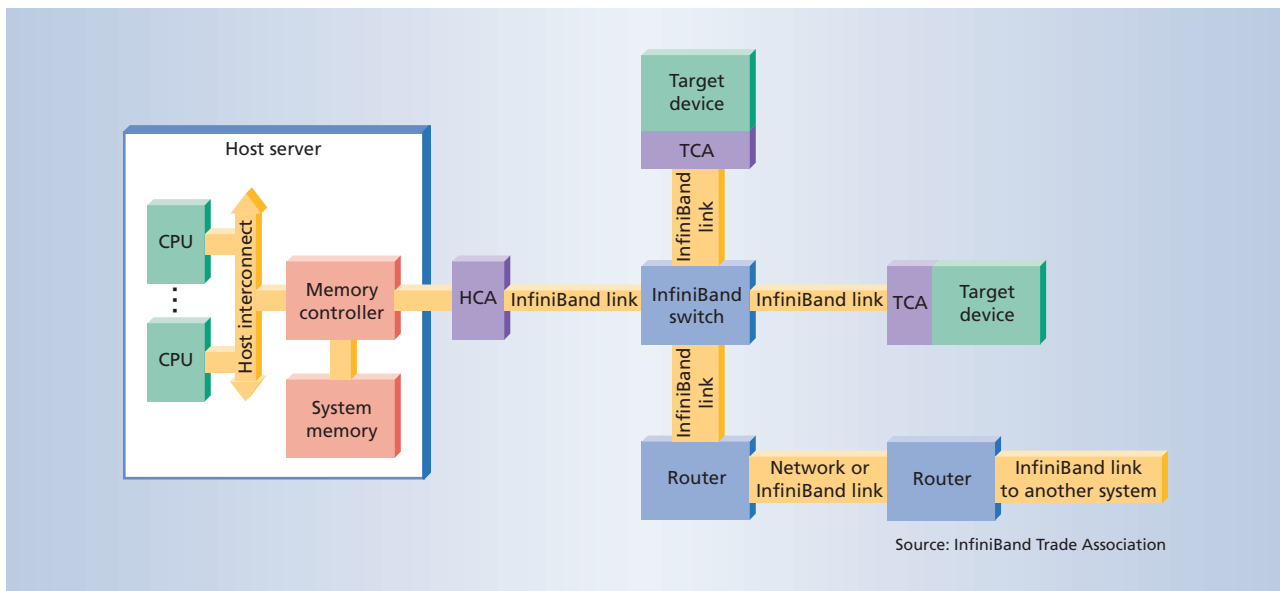 Target
device
TCA
InfiniBand
link
Host server
CPU
Host interconnect
Memory
controller
HCA
InfiniBand link
InfiniBand
switch
InfiniBand link
TCA
Target
device
CPU
System
memory
InfiniBand
link
Router
Network or
InfiniBand link
Router
InfiniBand link
to another system
Source: InfiniBand Trade Association